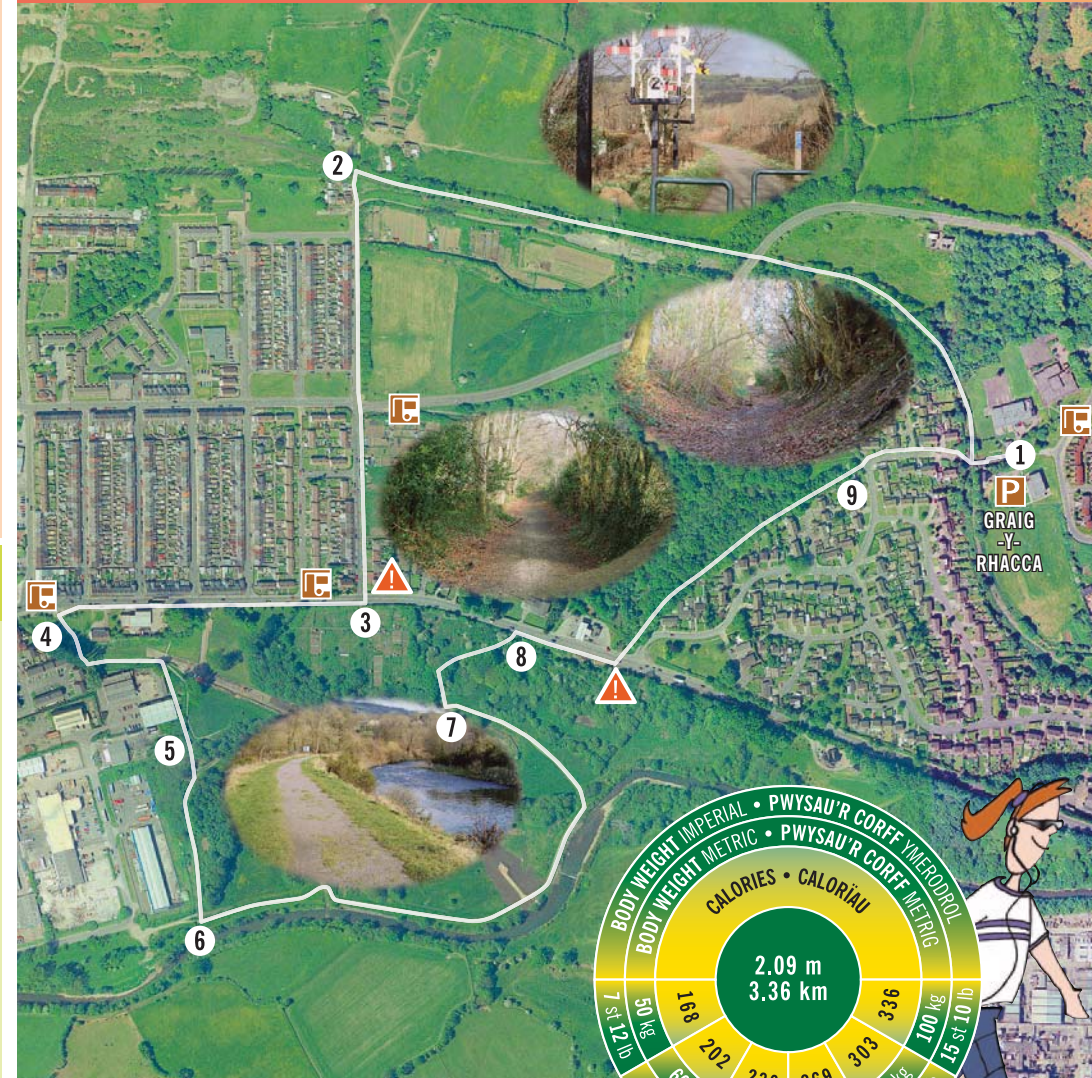 2
2
1
P
GRAIG
-Y-
RHACCA
9
!
3
4
8
!
7
5
6
BODY WEIGHT IMPERIAL • PWYSAU'R CORFF YMERODROL
BODY WEIGHT METRIC • PWYSAU'R CORFF METRIG
CALORIES • CALORÏAU
2.09 m
3.36 km
7 st 12 lb
50 kg
168
202
303
336
100 kg
15 st 10 lb
kg